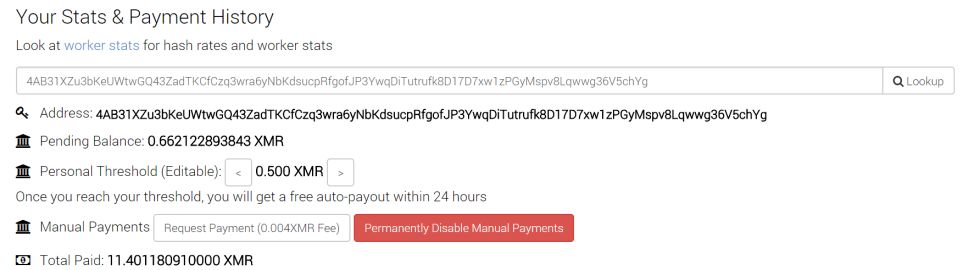 Your Stats & Payment History
Look at worker stats for hash rates and worker stats
4AB31XZu3bKeUWtwGQ43ZadTKCfCzq3wra6yNbKdsucpRfgofJP3YwqDiTutrufk8D17D7xw1zPGyMspv8Lqwwg36V5chYg Lookup
Address: 4AB31XZu3bKeUWtwGQ43ZadTKCfCzq3wra6yNbKdsucpRfgofJP3YwqDiTutrufk8D17D7xw1zPGyMspv8Lqwwg36V5chYg
Pending Balance: 0.662122893843 XMR
Personal Threshold (Editable): < 0.500 XMR >
Once you reach your threshold, you will get a free auto-payout within 24 hours
Manual Payments Request Payment (0.004XMR Fee) Permanently Disable Manual Payments
Total Paid: 11.401180910000 XMR